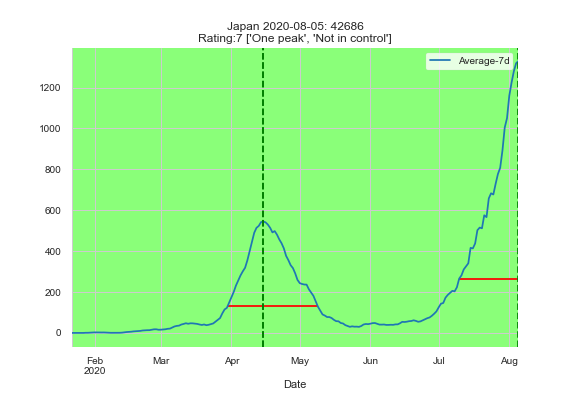 Japan 2020-08-05: 42686
Rating:7 ['One peak', 'Not in control']
Average-7d
1200
1000
800
600
400
200
0
Feb Mar Apr May Jun Jul Aug
2020
Date